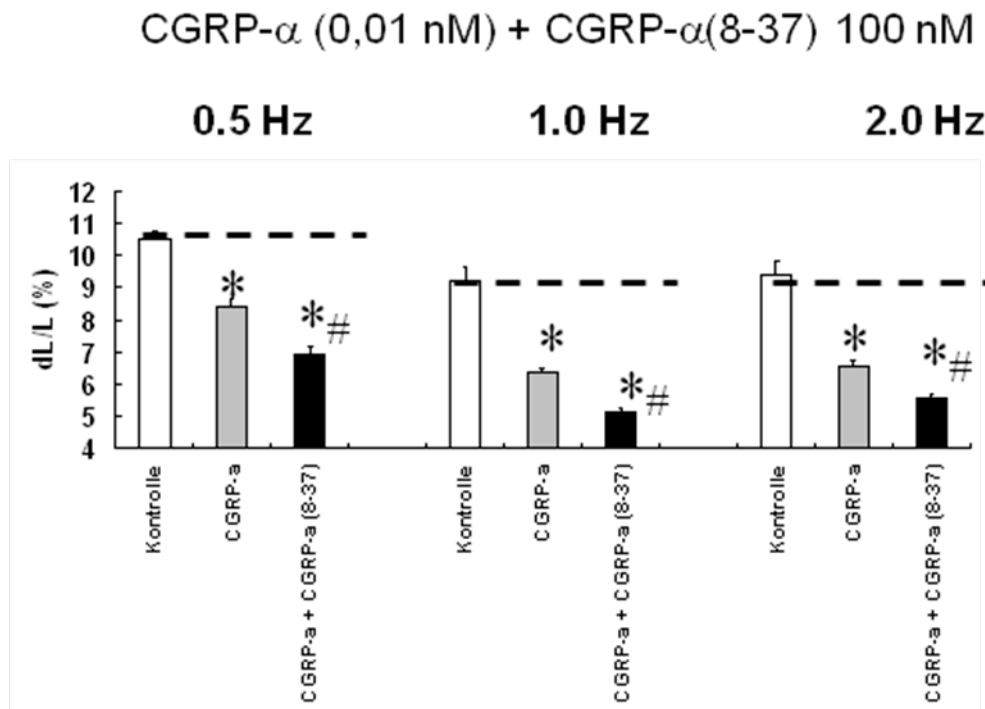 CGRP-α (0,01 nM) + CGRP-α(8-37) 100 nM
0.5 Hz
1.0 Hz
2.0 Hz
dL/L (%)
12
11
10
9
8
7
6
5
4
*
*#
*
*#
*
*#
Kontrolle
CGRP-a
CGRP-a + CGRP-a (8-37)
Kontrolle
CGRP-a
CGRP-a + CGRP-a (8-37)
Kontrolle
CGRP-a
CGRP-a + CGRP-a (8-37)